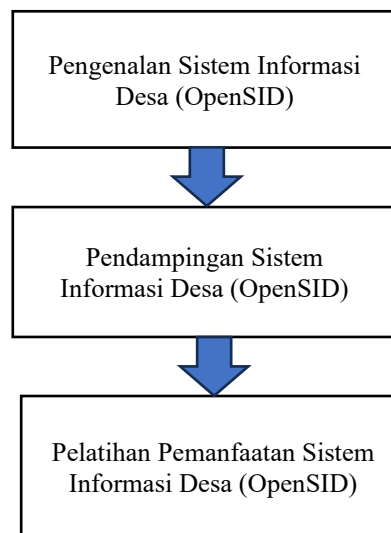 Pengenalan Sistem Informasi
Desa (OpenSID)
Pendampingan Sistem
Informasi Desa (OpenSID)
Pelatihan Pemanfaatan Sistem
Informasi Desa (OpenSID)